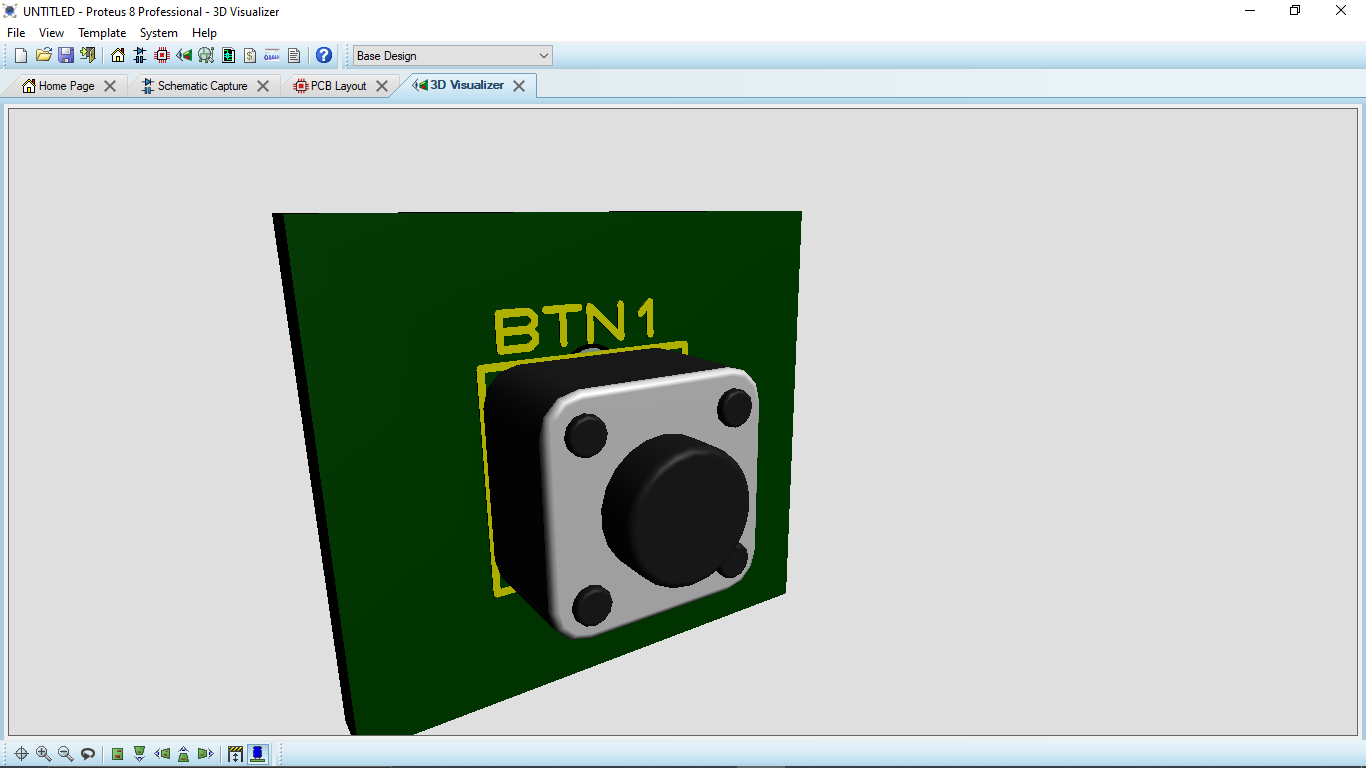 UNTITLED - Proteus 8 Professional - 3D Visualizer
File View Template System Help
Base Design
Home Page Schematic Capture PCB Layout 3D Visualizer
BTN1